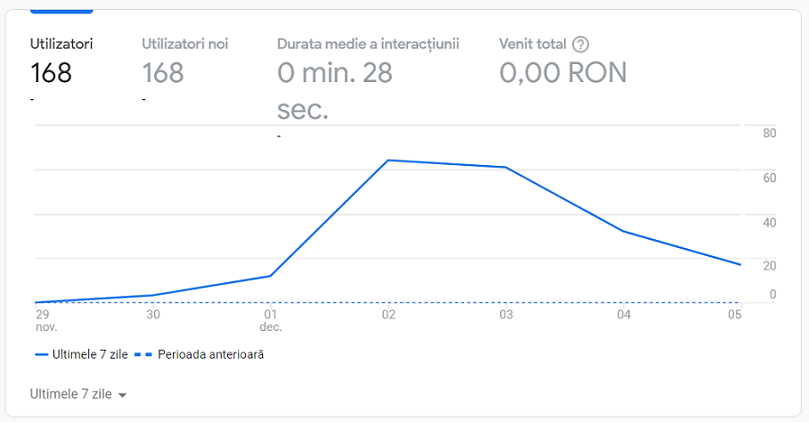 Utilizatori Utilizatori noi Durata medie a interacțiunii Venit total ?
168 168 0 min. 28 0,00 RON
- - sec.
-
80
60
40
20
0
29 30 01 02 03 04 05
nov. dec.
Ultimele 7 zile Perioada anterioară
Ultimele 7 zile